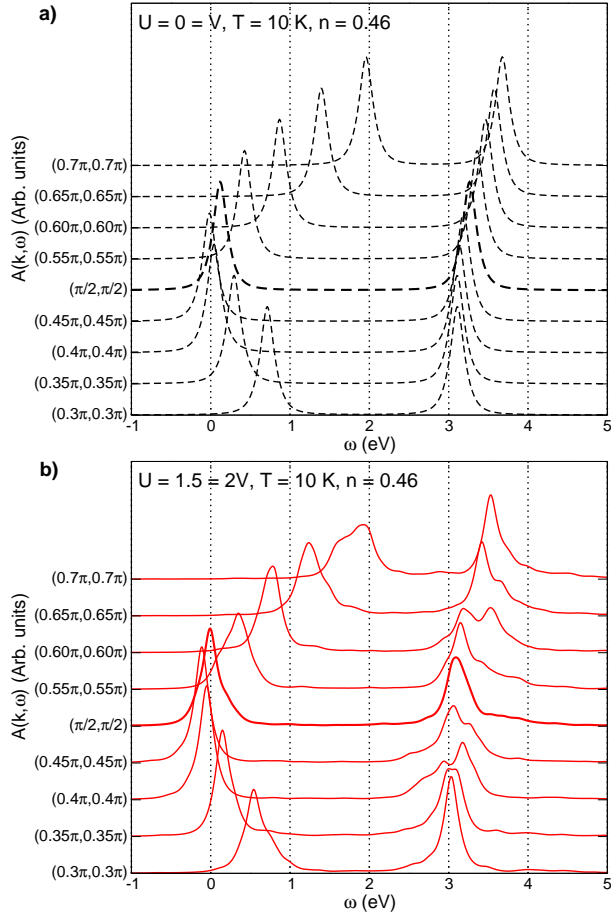 a)
U = 0 = V, T = 10 K, n = 0.46
A(k,ω) (Arb. units)
(0.7π,0.7π)
(0.65π,0.65π)
(0.60π,0.60π)
(0.55π,0.55π)
(π/2,π/2)
(0.45π,0.45π)
(0.4π,0.4π)
(0.35π,0.35π)
(0.3π,0.3π)
-1 0 1 2 3 4 5
ω (eV)
b)
U = 1.5 = 2V, T = 10 K, n = 0.46
A(k,ω) (Arb. units)
(0.7π,0.7π)
(0.65π,0.65π)
(0.60π,0.60π)
(0.55π,0.55π)
(π/2,π/2)
(0.45π,0.45π)
(0.4π,0.4π)
(0.35π,0.35π)
(0.3π,0.3π)
-1 0 1 2 3 4 5
ω (eV)